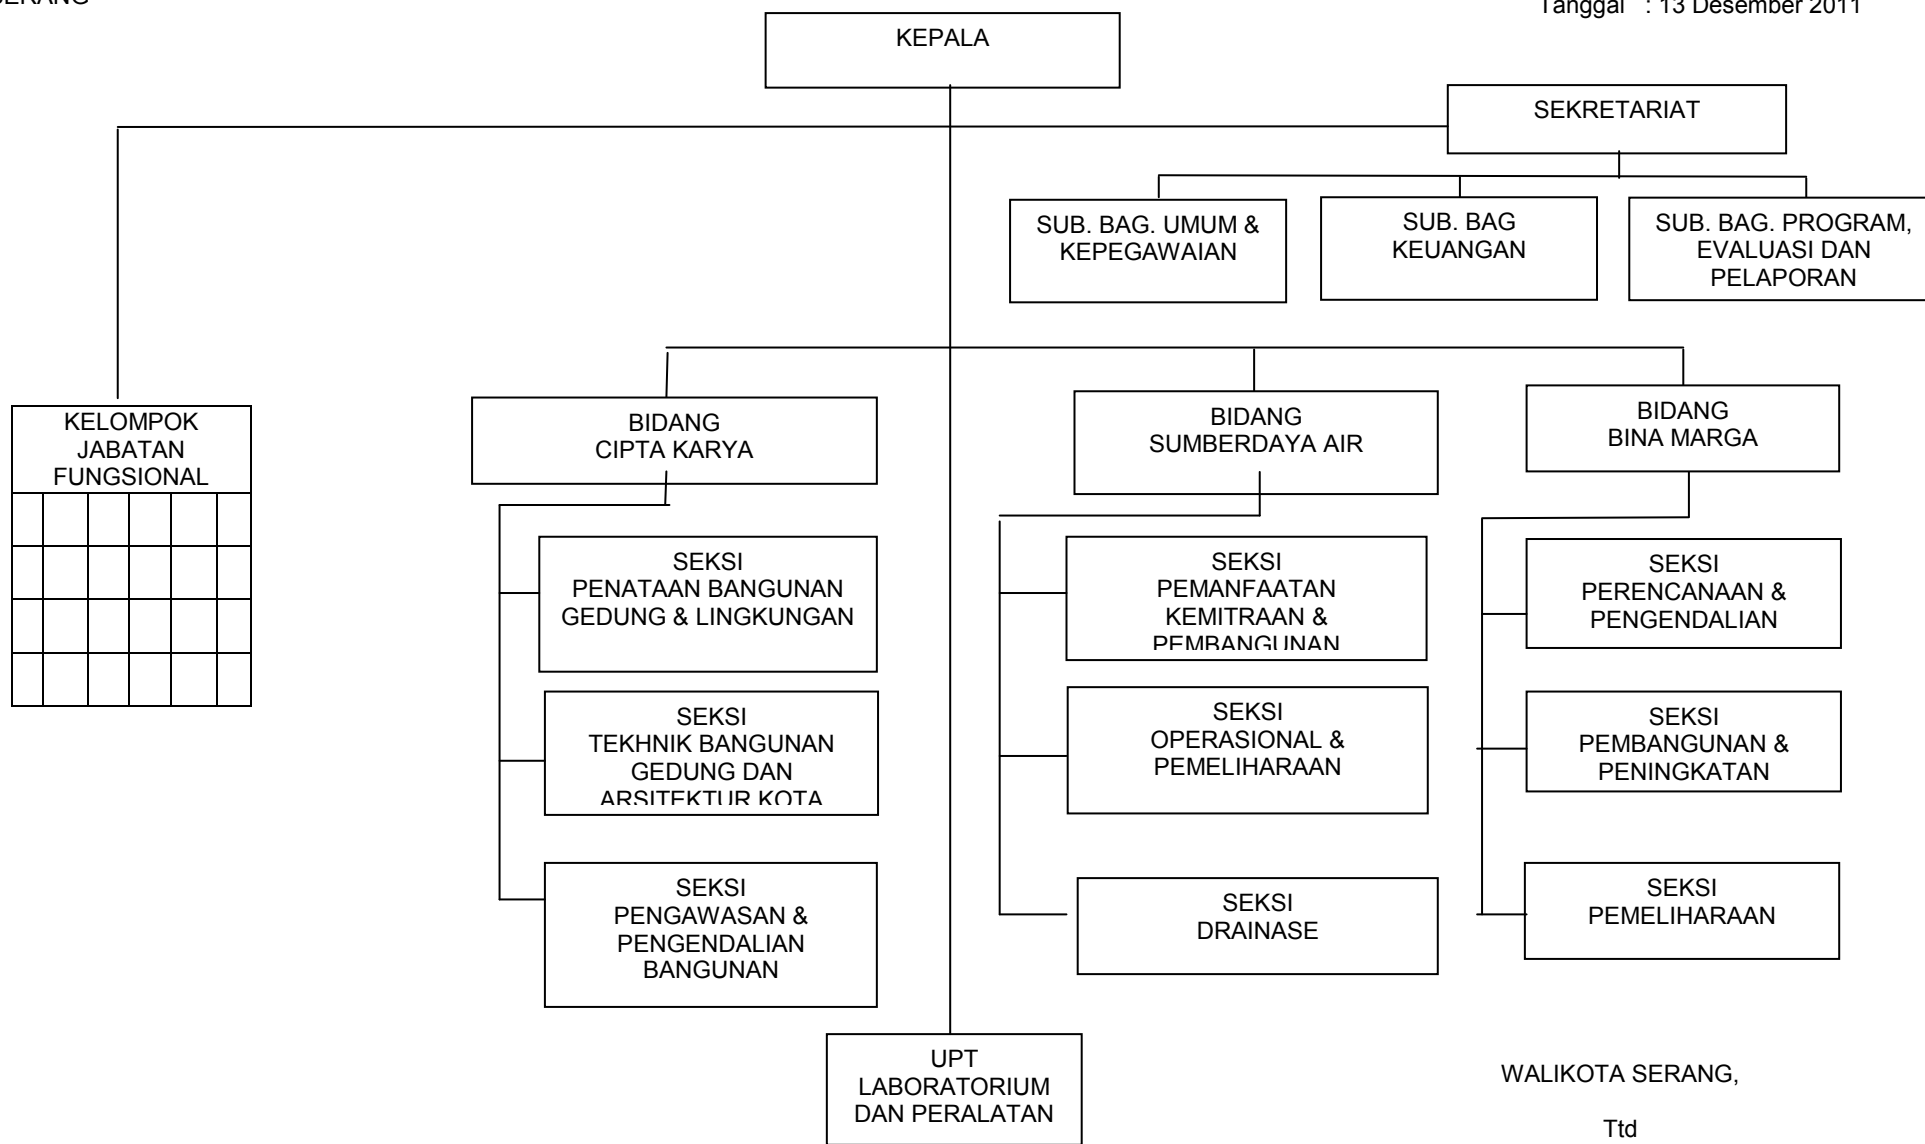 SERANG
Tanggal : 13 Desember 2011
KEPALA
SEKRETARIAT
SUB. BAG. UMUM &
KEPEGAWAIAN
SUB. BAG
KEUANGAN
SUB. BAG. PROGRAM,
EVALUASI DAN
PELAPORAN
KELOMPOK
JABATAN
FUNGSIONAL
BIDANG
CIPTA KARYA
BIDANG
SUMBERDAYA AIR
BIDANG
BINA MARGA
SEKSI
PENATAAN BANGUNAN
GEDUNG & LINGKUNGAN
SEKSI
PEMANFAATAN
KEMITRAAN &
PEMBANGUNAN
SEKSI
PERENCANAAN &
PENGENDALIAN
SEKSI
TEKHNIK BANGUNAN
GEDUNG DAN
ARSITEKTUR KOTA
SEKSI
OPERASIONAL &
PEMELIHARAAN
SEKSI
PEMBANGUNAN &
PENINGKATAN
SEKSI
PENGAWASAN &
PENGENDALIAN
BANGUNAN
SEKSI
DRAINASE
SEKSI
PEMELIHARAAN
UPT
LABORATORIUM
DAN PERALATAN
WALIKOTA SERANG,
Ttd